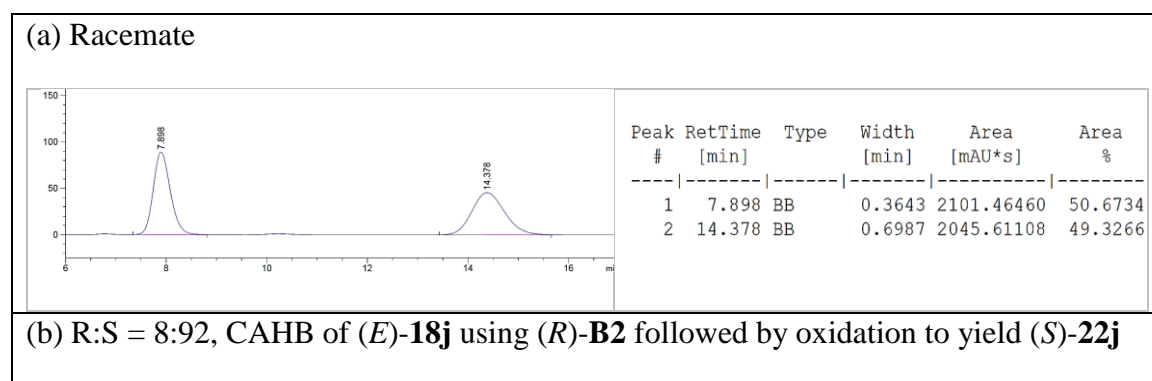 (a) Racemate
150
100
50
0
7.898
14.378
6 8 10 12 14 16 mi
Peak RetTime Type Width Area Area
# [min] [min] [mAU*s] %
----|-------|------|-------|----------|--------
1 7.898 BB 0.3643 2101.46460 50.6734
2 14.378 BB 0.6987 2045.61108 49.3266
(b) R:S = 8:92, CAHB of (E)-18j using (R)-B2 followed by oxidation to yield (S)-22j